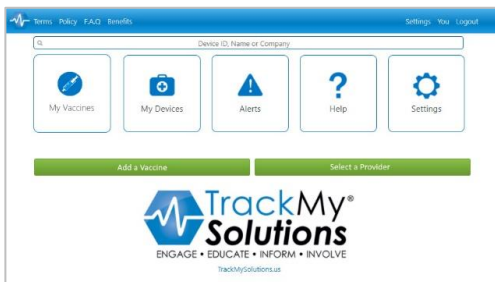 Terms Policy F.A.Q Benefits Settings You Logout
Device ID, Name or Company
My Vaccines My Devices Alerts Help Settings
Add a Vaccine Select a Provider
TrackMy®
Solutions
ENGAGE • EDUCATE • INFORM • INVOLVE
TrackMySolutions.us